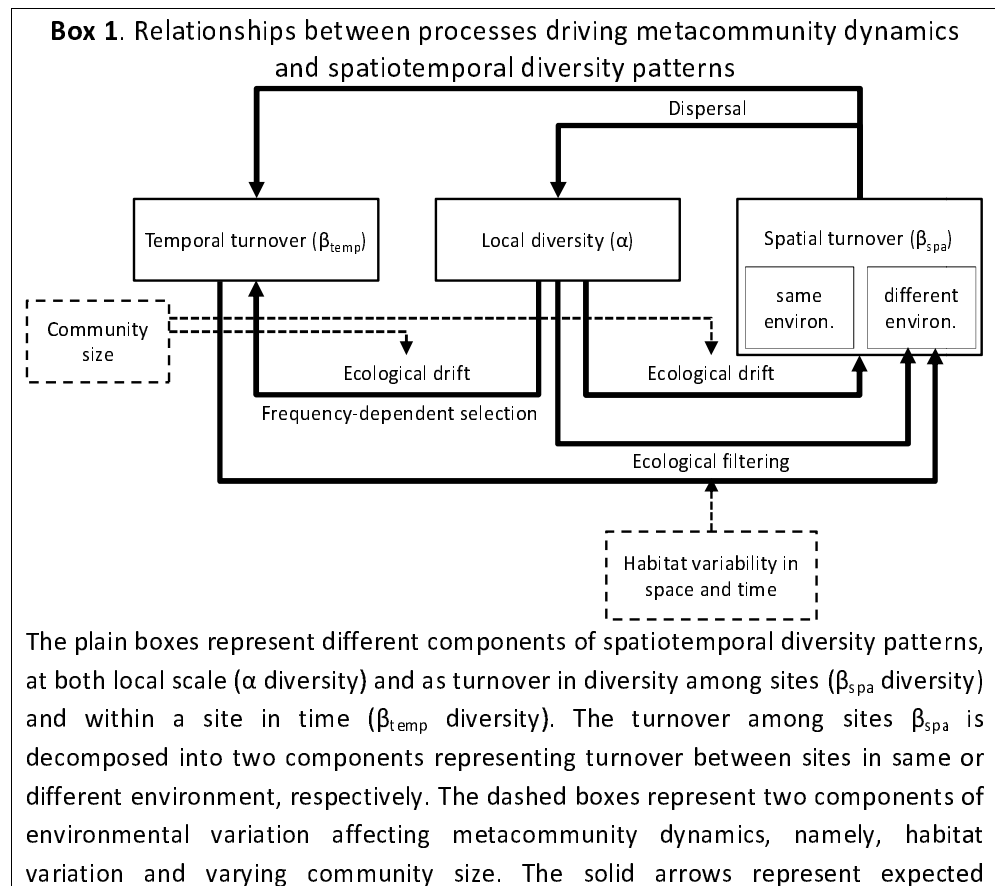 Box 1. Relationships between processes driving metacommunity dynamics
and spatiotemporal diversity patterns
Dispersal
Temporal turnover (βtemp)
Local diversity (α)
Spatial turnover (βspa)
same
environ.
different
environ.
Community
size
Ecological drift
Ecological drift
Frequency-dependent selection
Ecological filtering
Habitat variability in
space and time
The plain boxes represent different components of spatiotemporal diversity patterns,
at both local scale (α diversity) and as turnover in diversity among sites (βspa diversity)
and within a site in time (βtemp diversity). The turnover among sites βspa is
decomposed into two components representing turnover between sites in same or
different environment, respectively. The dashed boxes represent two components of
environmental variation affecting metacommunity dynamics, namely, habitat
variation and varying community size. The solid arrows represent expected